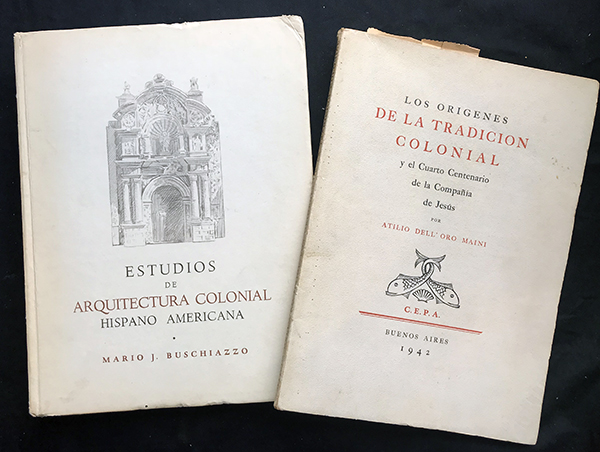 ESTUDIOS
DE
ARQUITECTURA COLONIAL
HISPANO AMERICANA
MARIO J. BUSCHIAZZO
LOS ORIGENES
DE LA TRADICION
COLONIAL
y el Cuarto Centenario
de la Compañía
de Jesús
POR
ATILIO DELL'ORO MAINI
C.E.P.A.
BUENOS AIRES
1942